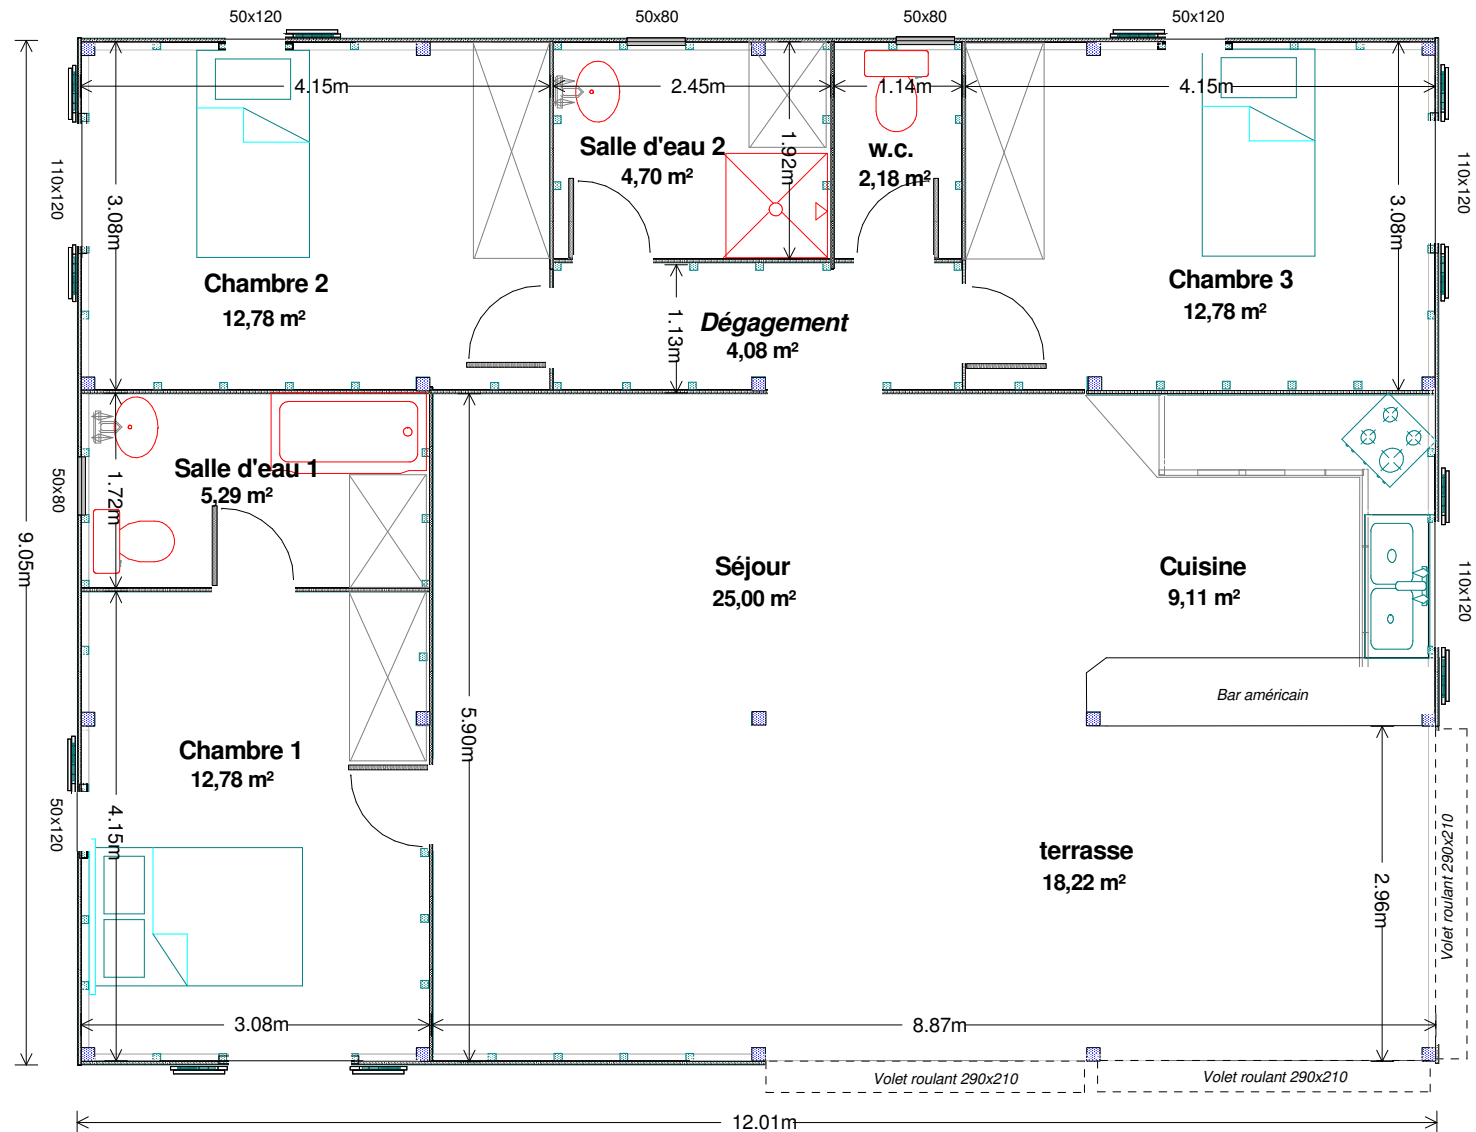 50x120
50x80
50x80
50x120
4.15m
2.45m
1.14m
4.15m
110x120
3.08m
Salle d'eau 2
4,70 m²
1.92m
w.c.
2,18 m²
3.08m
110x120
Chambre 2
12,78 m²
Dégagement
4,08 m²
1.13m
Chambre 3
12,78 m²
50x80
1.72m
Salle d'eau 1
5,29 m²
9.05m
Séjour
25,00 m²
Cuisine
9,11 m²
110x120
Bar américain
5.90m
Chambre 1
12,78 m²
50x120
4.15m
terrasse
18,22 m²
2.96m
Volet roulant 290x210
3.08m
8.87m
Volet roulant 290x210
Volet roulant 290x210
12.01m